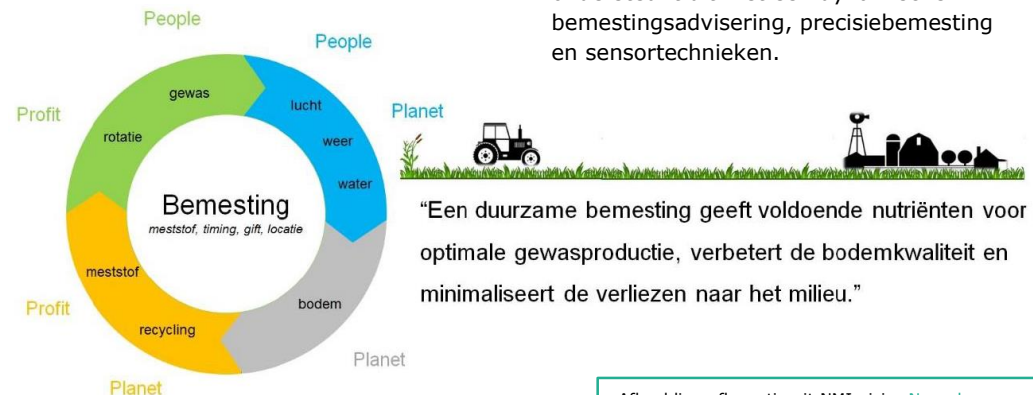 bemestingsadvisering, precisiebemesting
en sensortechnieken.
People
People
Profit
Planet
gewas
lucht
rotatie
weer
water
Bemesting
meststof, timing, gift, locatie
meststof
bodem
recycling
Profit
Planet
Planet
“Een duurzame bemesting geeft voldoende nutriënten voor
optimale gewasproductie, verbetert de bodemkwaliteit en
minimaliseert de verliezen naar het milieu.”